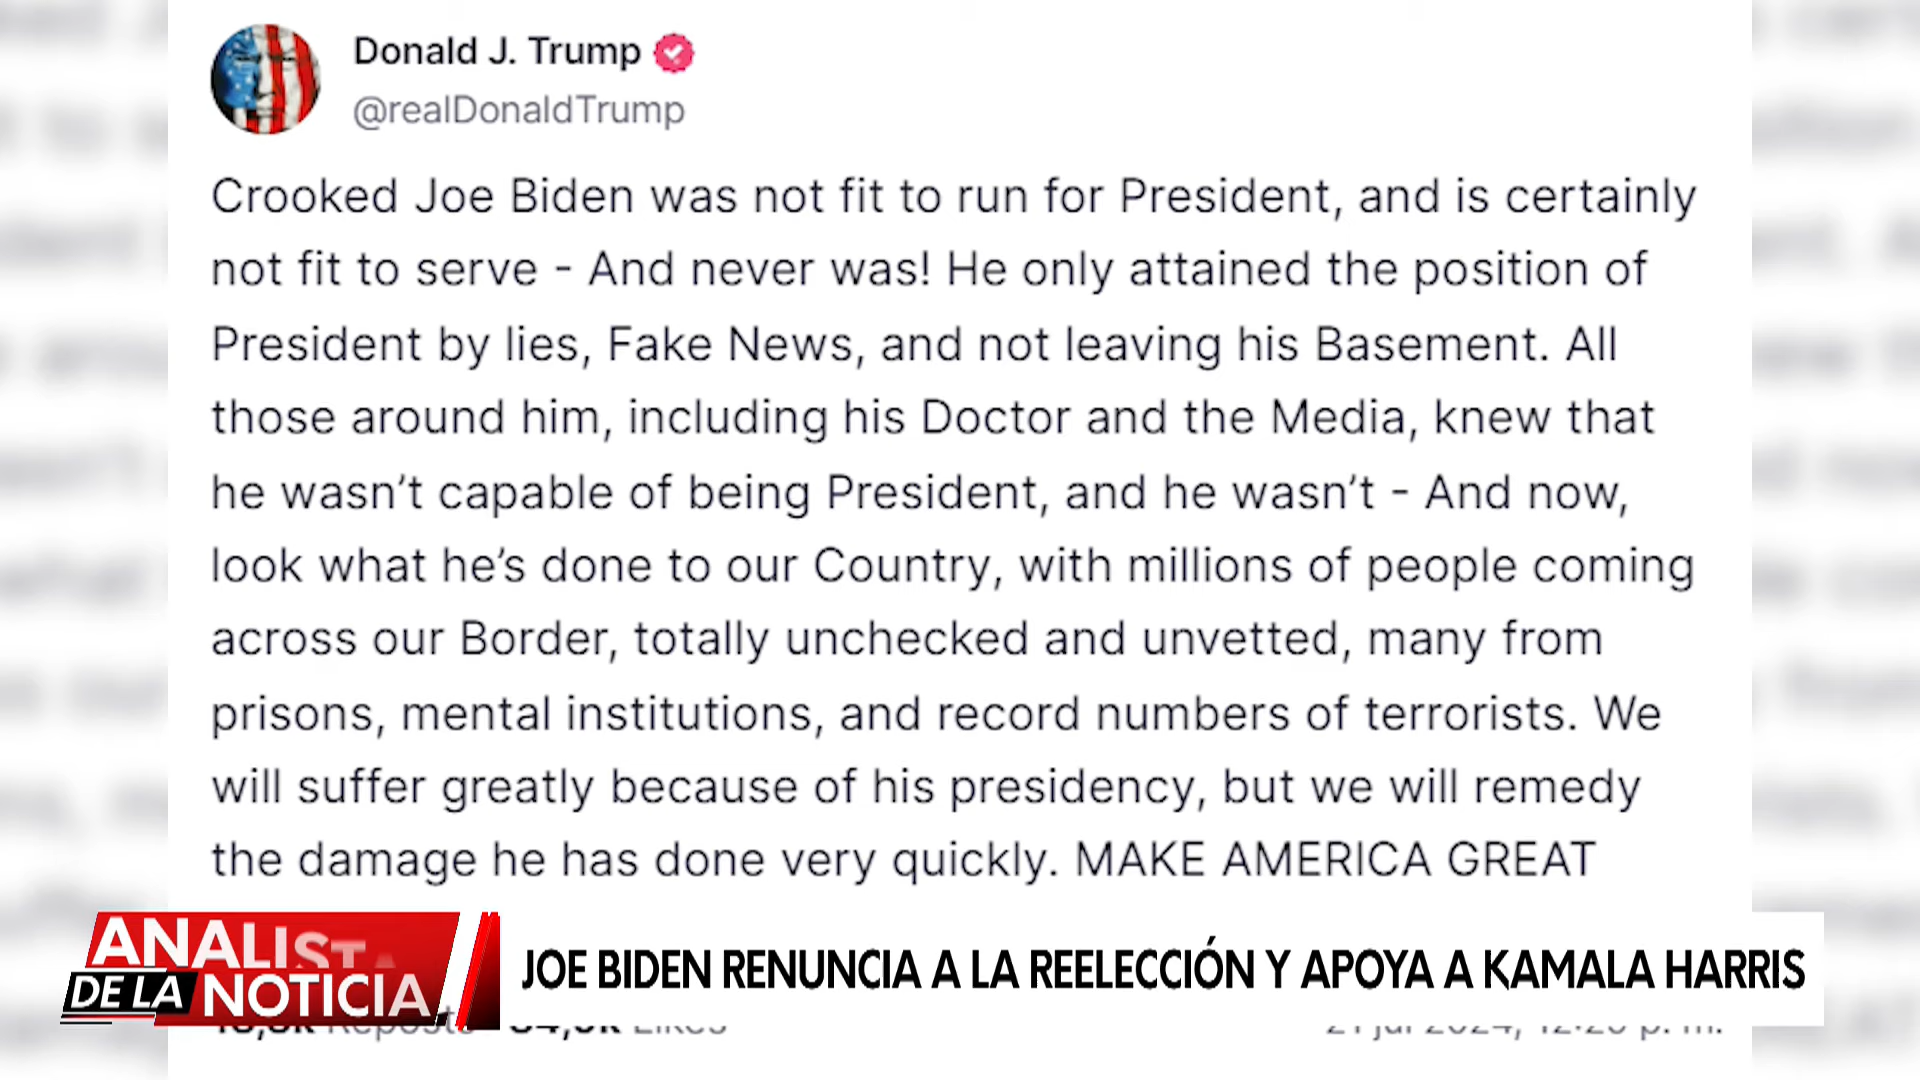 Donald J. Trump
@realDonaldTrump
Crooked Joe Biden was not fit to run for President, and is certainly
not fit to serve - And never was! He only attained the position of
President by lies, Fake News, and not leaving his Basement. All
those around him, including his Doctor and the Media, knew that
he wasn't capable of being President, and he wasn't - And now,
look what he's done to our Country, with millions of people coming
across our Border, totally unchecked and unvetted, many from
prisons, mental institutions, and record numbers of terrorists. We
will suffer greatly because of his presidency, but we will remedy
the damage he has done very quickly. MAKE AMERICA GREAT
ANALISTA
DE LA NOTICIA
JOE BIDEN RENUNCIA A LA REELECCIÓN Y APOYA A KAMALA HARRIS
Reposts Likes